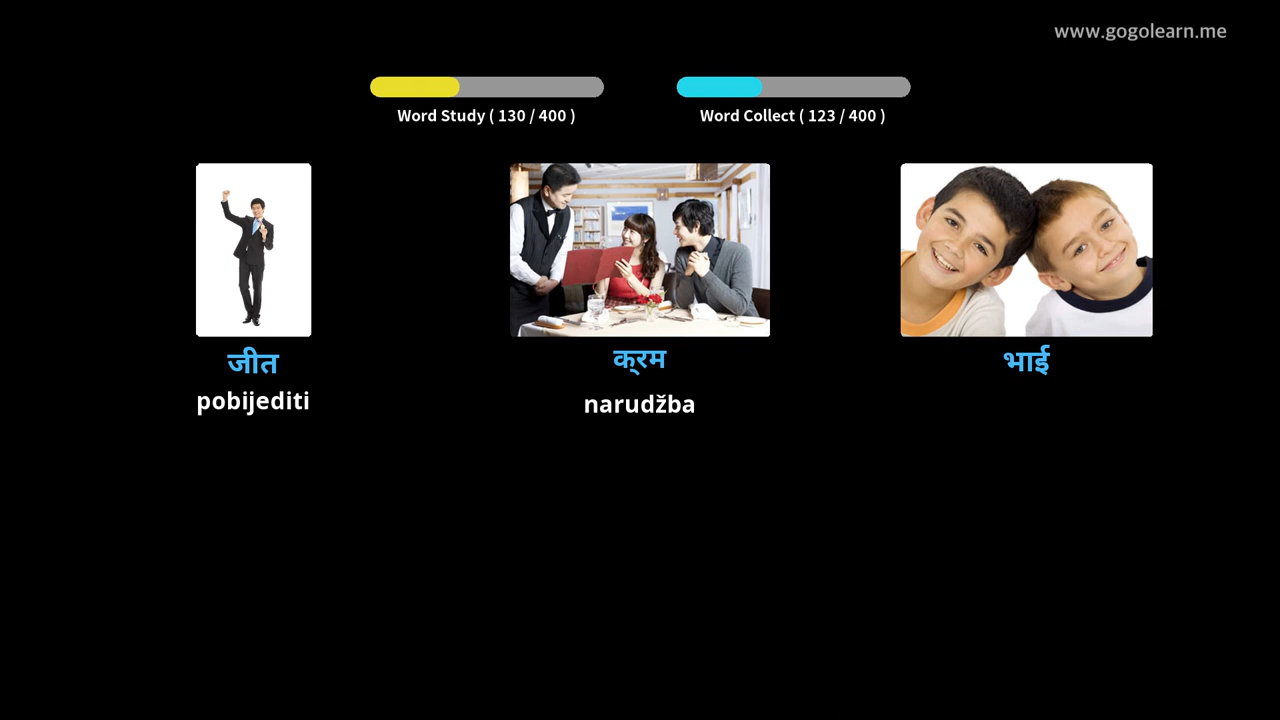 www.gogolearn.me
Word Study ( 130 / 400 )
Word Collect ( 123 / 400 )
जीत
क्रम
भाई
pobijediti
narudžba